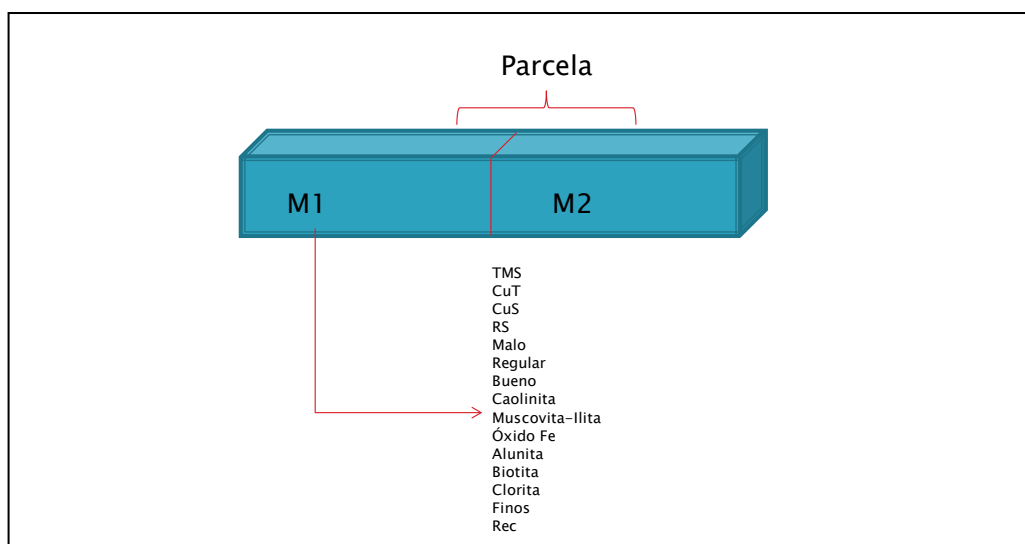 Parcela
M1
M2
TMS
CuT
CuS
RS
Malo
Regular
Bueno
Caolinita
Muscovita-Ilita
Óxido Fe
Alunita
Biotita
Clorita
Finos
Rec